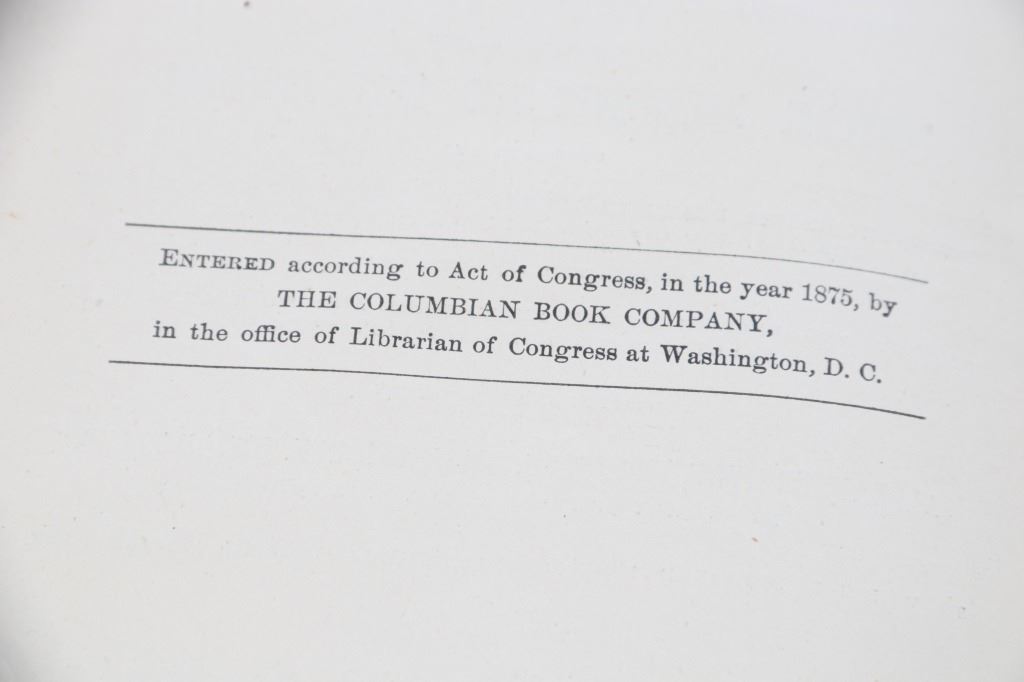 ENTERED according to Act of Congress, in the year 1875, by
THE COLUMBIAN BOOK COMPANY,
in the office of Librarian of Congress at Washington, D. C.